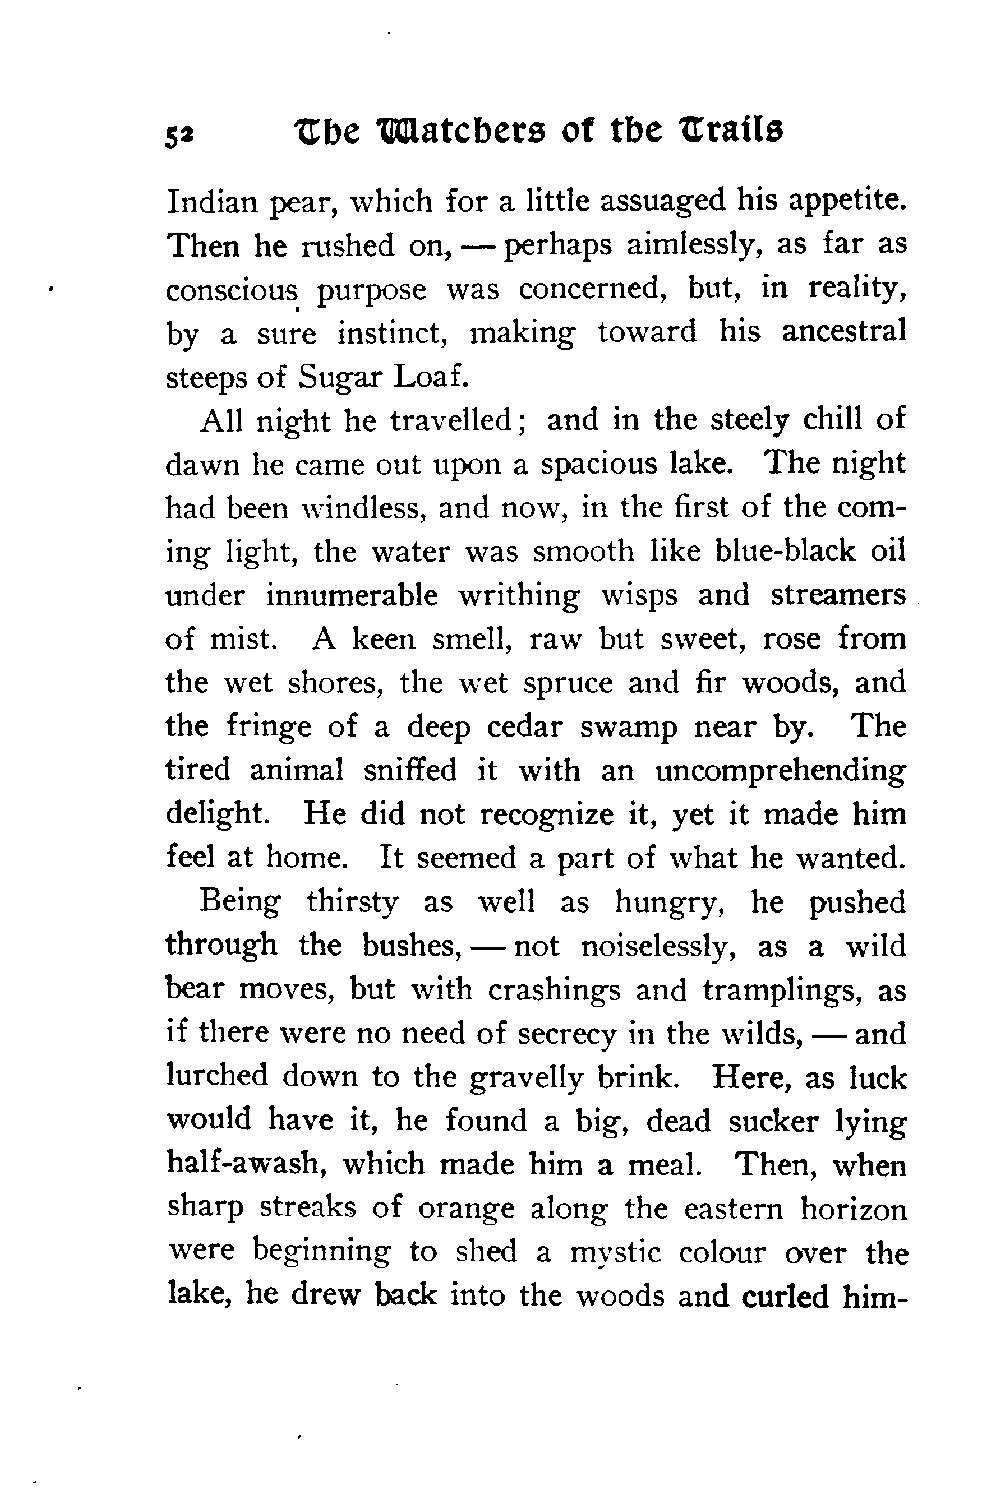 52 The Watchers of the Trails
Indian pear, which for a little assuaged his appetite.
Then he rushed on, — perhaps aimlessly, as far as
conscious purpose was concerned, but, in reality,
by a sure instinct, making toward his ancestral
steeps of Sugar Loaf.
All night he travelled; and in the steely chill of
dawn he came out upon a spacious lake. The night
had been windless, and now, in the first of the com-
ing light, the water was smooth like blue-black oil
under innumerable writhing wisps and streamers
of mist. A keen smell, raw but sweet, rose from
the wet shores, the wet spruce and fir woods, and
the fringe of a deep cedar swamp near by. The
tired animal sniffed it with an uncomprehending
delight. He did not recognize it, yet it made him
feel at home. It seemed a part of what he wanted.
Being thirsty as well as hungry, he pushed
through the bushes, — not noiselessly, as a wild
bear moves, but with crashings and tramplings, as
if there were no need of secrecy in the wilds, — and
lurched down to the gravelly brink. Here, as luck
would have it, he found a big, dead sucker lying
half-awash, which made him a meal. Then, when
sharp streaks of orange along the eastern horizon
were beginning to shed a mystic colour over the
lake, he drew back into the woods and curled him-